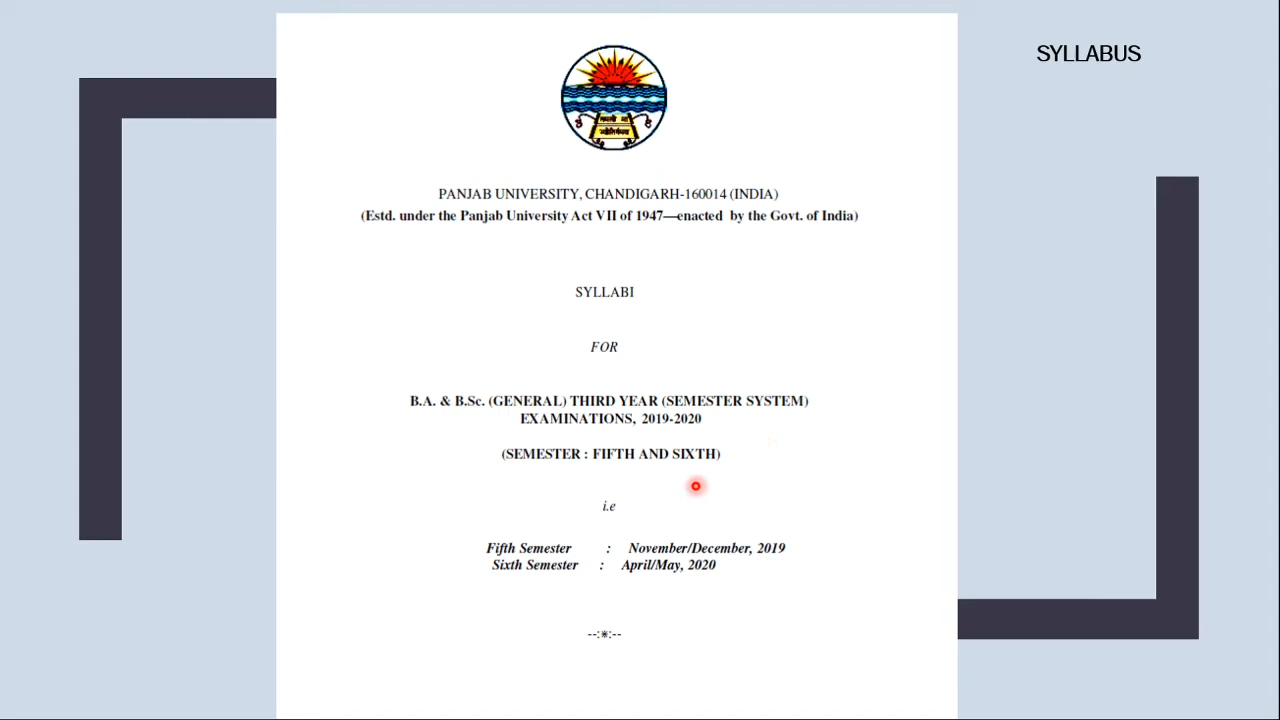 SYLLABUS
PANJAB UNIVERSITY, CHANDIGARH-160014 (INDIA)
(Estd. under the Panjab University Act VII of 1947—enacted by the Govt. of India)
SYLLABI
FOR
B.A. & B.Sc. (GENERAL) THIRD YEAR (SEMESTER SYSTEM)
EXAMINATIONS, 2019-2020
(SEMESTER : FIFTH AND SIXTH)
i.e
Fifth Semester : November/December, 2019
Sixth Semester : April/May, 2020
--:*:--